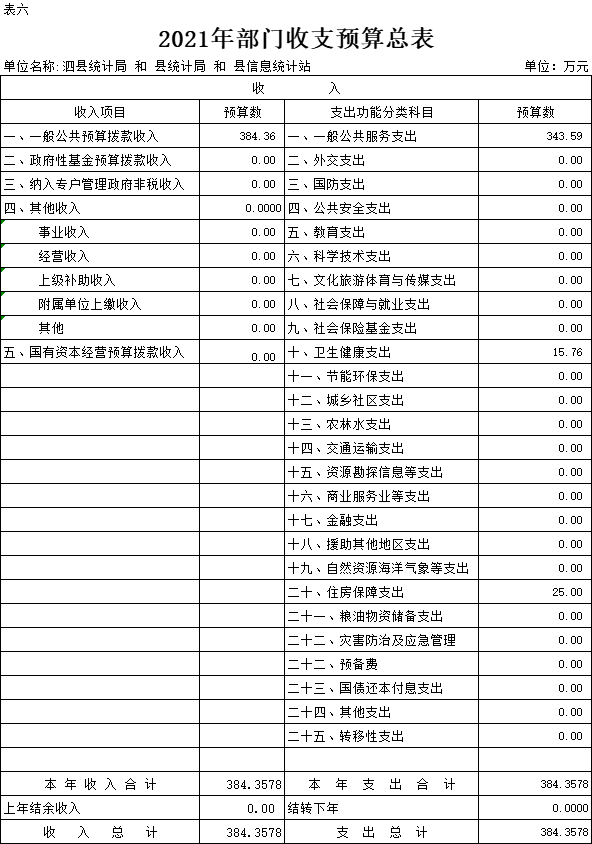 表六
2021年部门收支预算总表
单位名称:泗县统计局 和 县统计局 和 县信息统计站 单位：万元
收 入
收入项目 预算数 支出功能分类科目 预算数
一、一般公共预算拨款收入 384.36 一、一般公共服务支出 343.59
二、政府性基金预算拨款收入 0.00 二、外交支出 0.00
三、纳入专户管理政府非税收入 0.00 三、国防支出 0.00
四、其他收入 0.0000 四、公共安全支出 0.00
事业收入 0.00 五、教育支出 0.00
经营收入 0.00 六、科学技术支出 0.00
上级补助收入 0.00 七、文化旅游体育与传媒支出 0.00
附属单位上缴收入 0.00 八、社会保障与就业支出 0.00
其他 0.00 九、社会保险基金支出 0.00
五、国有资本经营预算拨款收入 0.00 十、卫生健康支出 15.76
十一、节能环保支出 0.00
十二、城乡社区支出 0.00
十三、农林水支出 0.00
十四、交通运输支出 0.00
十五、资源勘探信息等支出 0.00
十六、商业服务业等支出 0.00
十七、金融支出 0.00
十八、援助其他地区支出 0.00
十九、自然资源海洋气象等支出 0.00
二十、住房保障支出 25.00
二十一、粮油物资储备支出 0.00
二十二、灾害防治及应急管理 0.00
二十二、预备费 0.00
二十三、国债还本付息支出 0.00
二十四、其他支出 0.00
二十五、转移性支出 0.00
本 年 收 入 合 计 384.3578 本 年 支 出 合 计 384.3578
上年结余收入 0.00 结转下年 0.0000
收 入 总 计 384.3578 支 出 总 计 384.3578